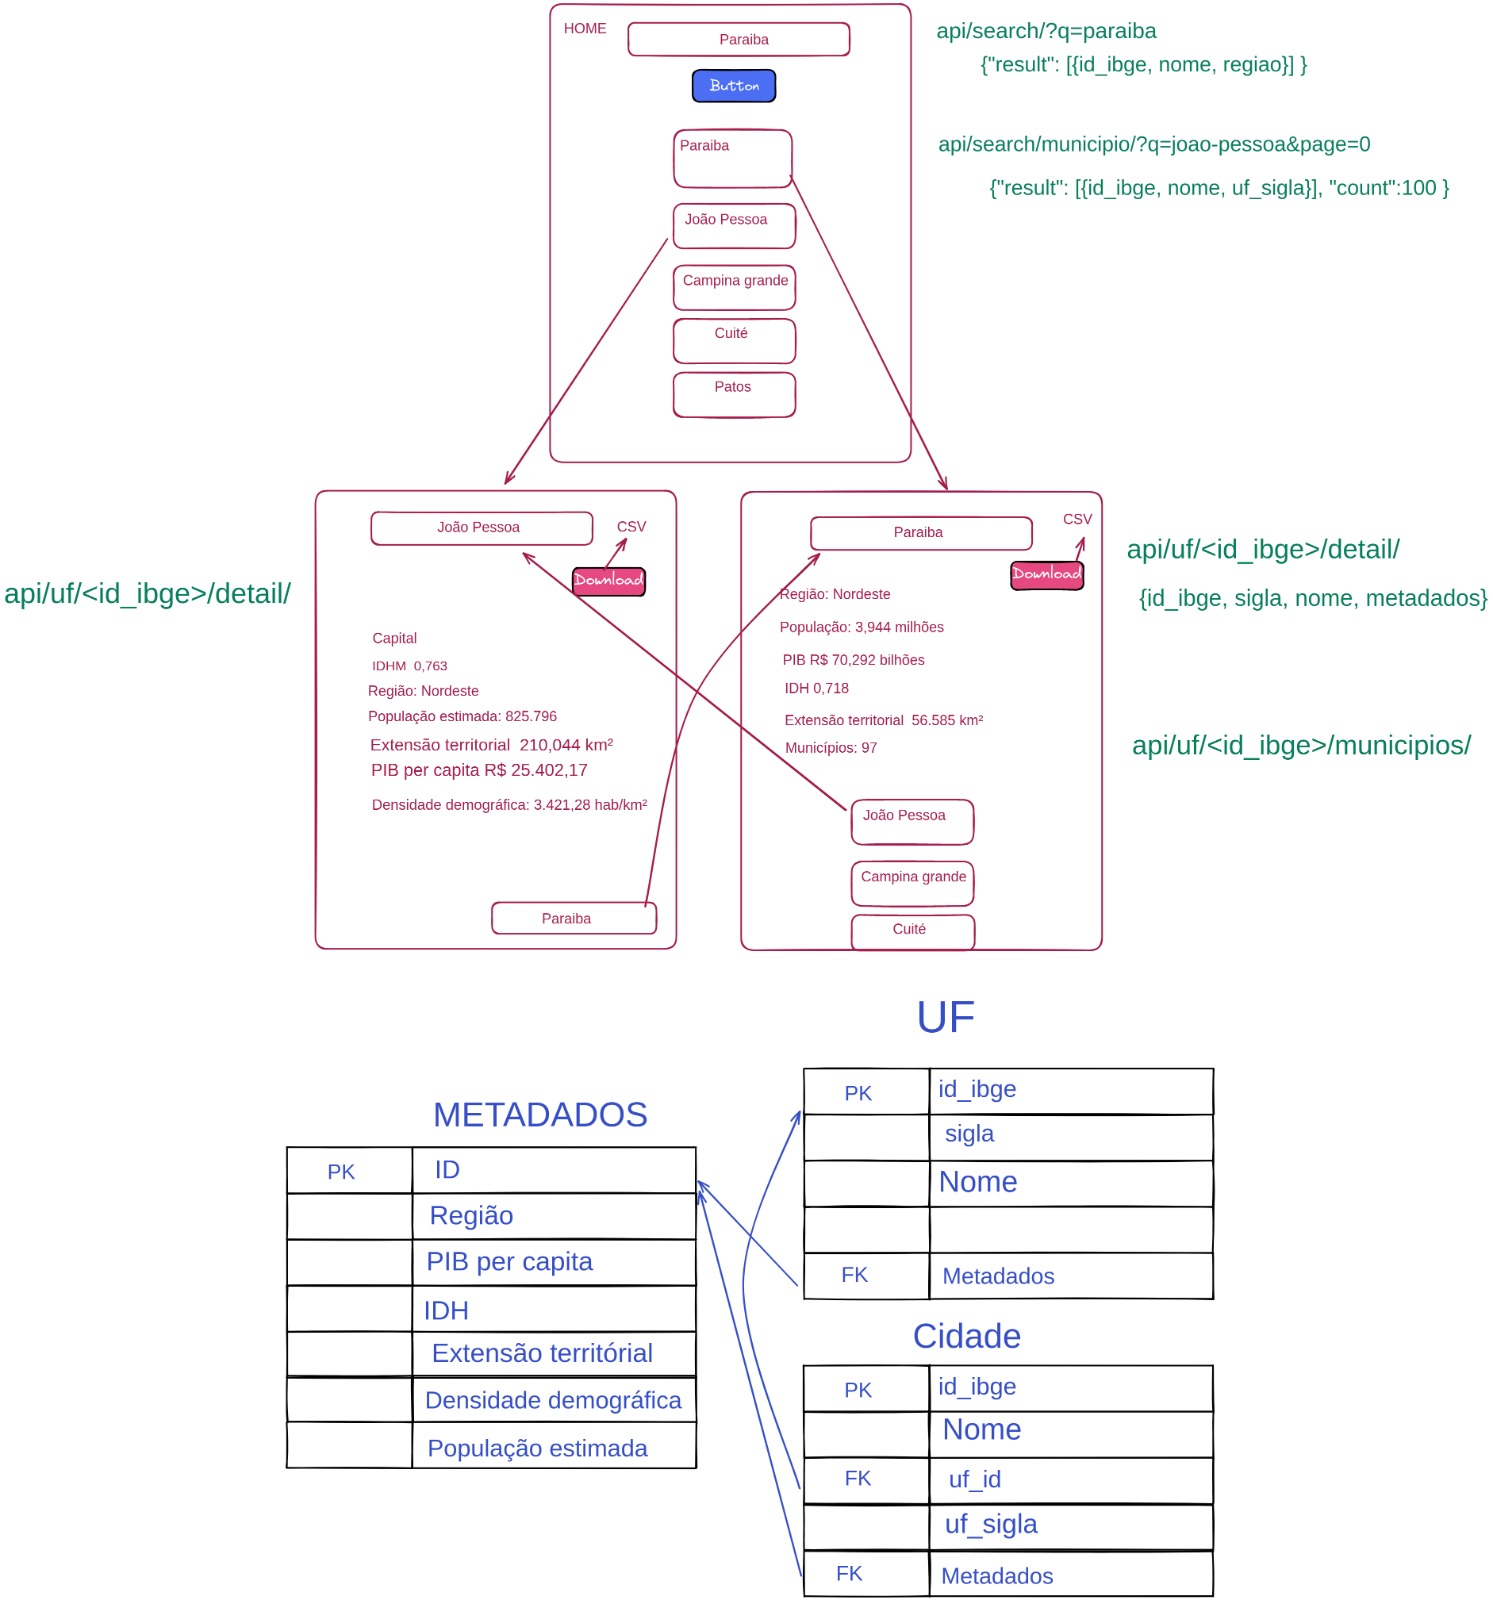 HOME
Paraiba
Button
Paraiba
João Pessoa
Campina grande
Cuité
Patos
api/search/?q=paraiba
{"result": [{id_ibge, nome, regiao}] }
api/search/municipio/?q=joao-pessoa&page=0
{"result": [{id_ibge, nome, uf_sigla}], "count":100 }
api/uf/<id_ibge>/detail/
João Pessoa
CSV
Download
Capital
IDHM 0,763
Região: Nordeste
População estimada: 825.796
Extensão territorial 210,044 km²
PIB per capita R$ 25.402,17
Densidade demográfica: 3.421,28 hab/km²
Paraiba
Paraiba
CSV
Download
Região: Nordeste
População: 3,944 milhões
PIB R$ 70,292 bilhões
IDH 0,718
Extensão territorial 56.585 km²
Municípios: 97
João Pessoa
Campina grande
Cuité
api/uf/<id_ibge>/detail/
{id_ibge, sigla, nome, metadados}
api/uf/<id_ibge>/municipios/
METADADOS
PK ID
Região
PIB per capita
IDH
Extensão territórial
Densidade demográfica
População estimada
UF
PK id_ibge
sigla
Nome
FK Metadados
Cidade
PK id_ibge
Nome
FK uf_id
uf_sigla
FK Metadados